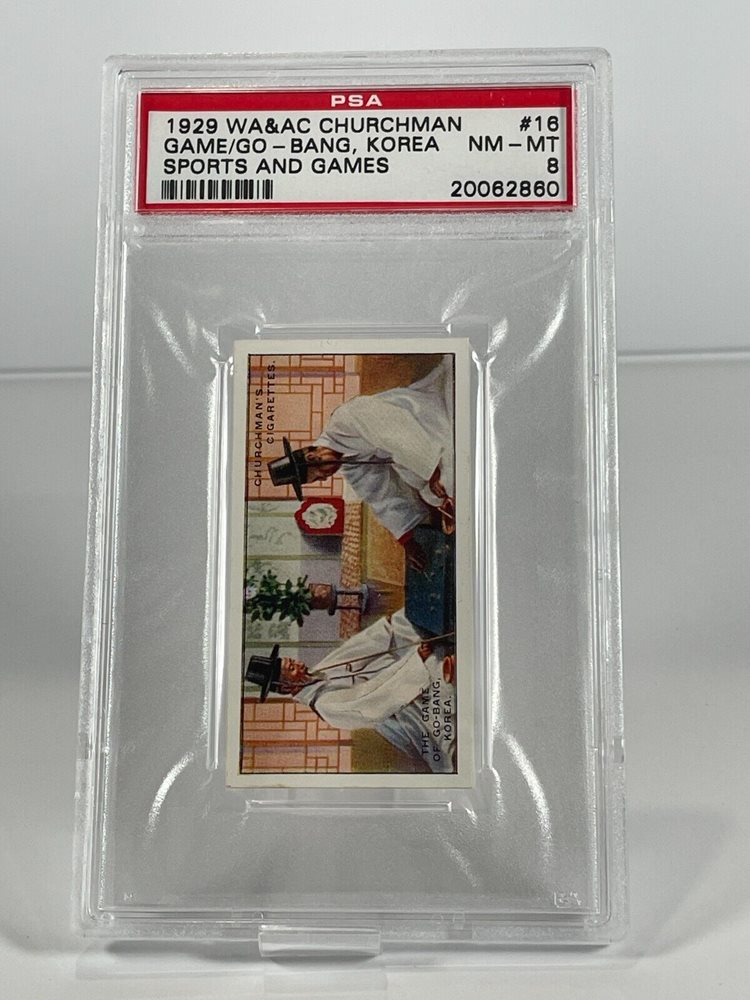 PSA
1929 WA&AC CHURCHMAN #16
GAME/GO-BANG, KOREA NM-MT
SPORTS AND GAMES 8
20062860
CHURCHMAN'S
CIGARETTES.
THE GAME
OF GO-BANG,
KOREA.